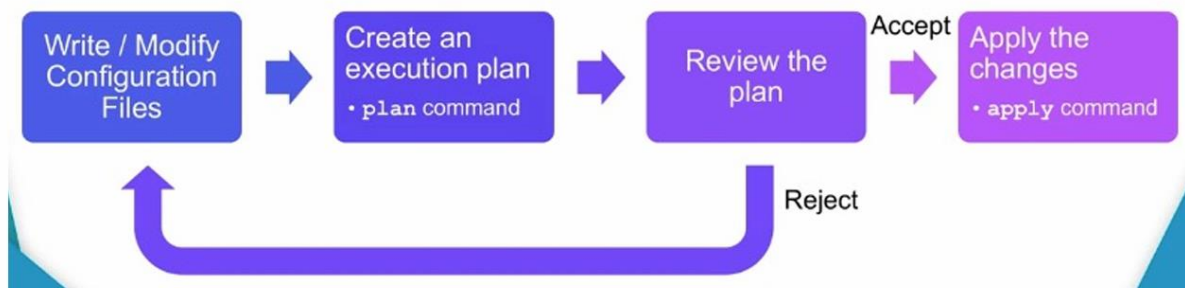 Write / Modify
Configuration
Files
Create an
execution plan
• plan command
Review the
plan
Accept
Apply the
changes
• apply command
Reject